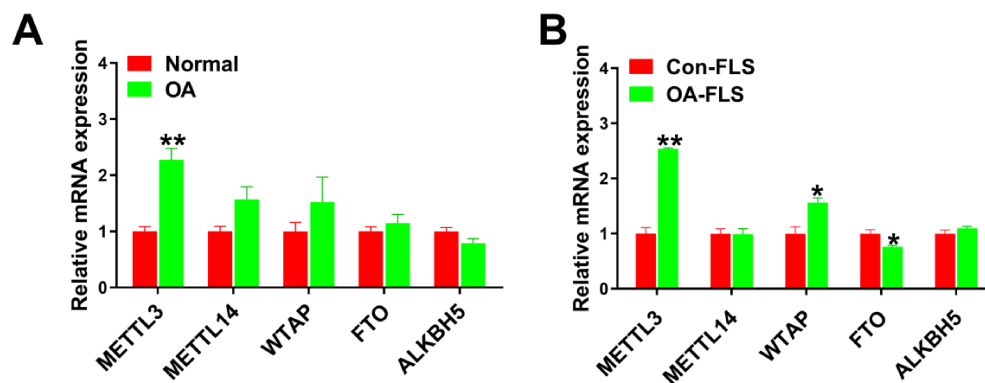 A
Relative mRNA expression
Normal
OA
4
3
2
1
0
**
METTL3
METTL14
WTAP
FTO
ALKBH5
B
Relative mRNA expression
Con-FLS
OA-FLS
4
3
2
1
0
**
*
*
METTL3
METTL14
WTAP
FTO
ALKBH5